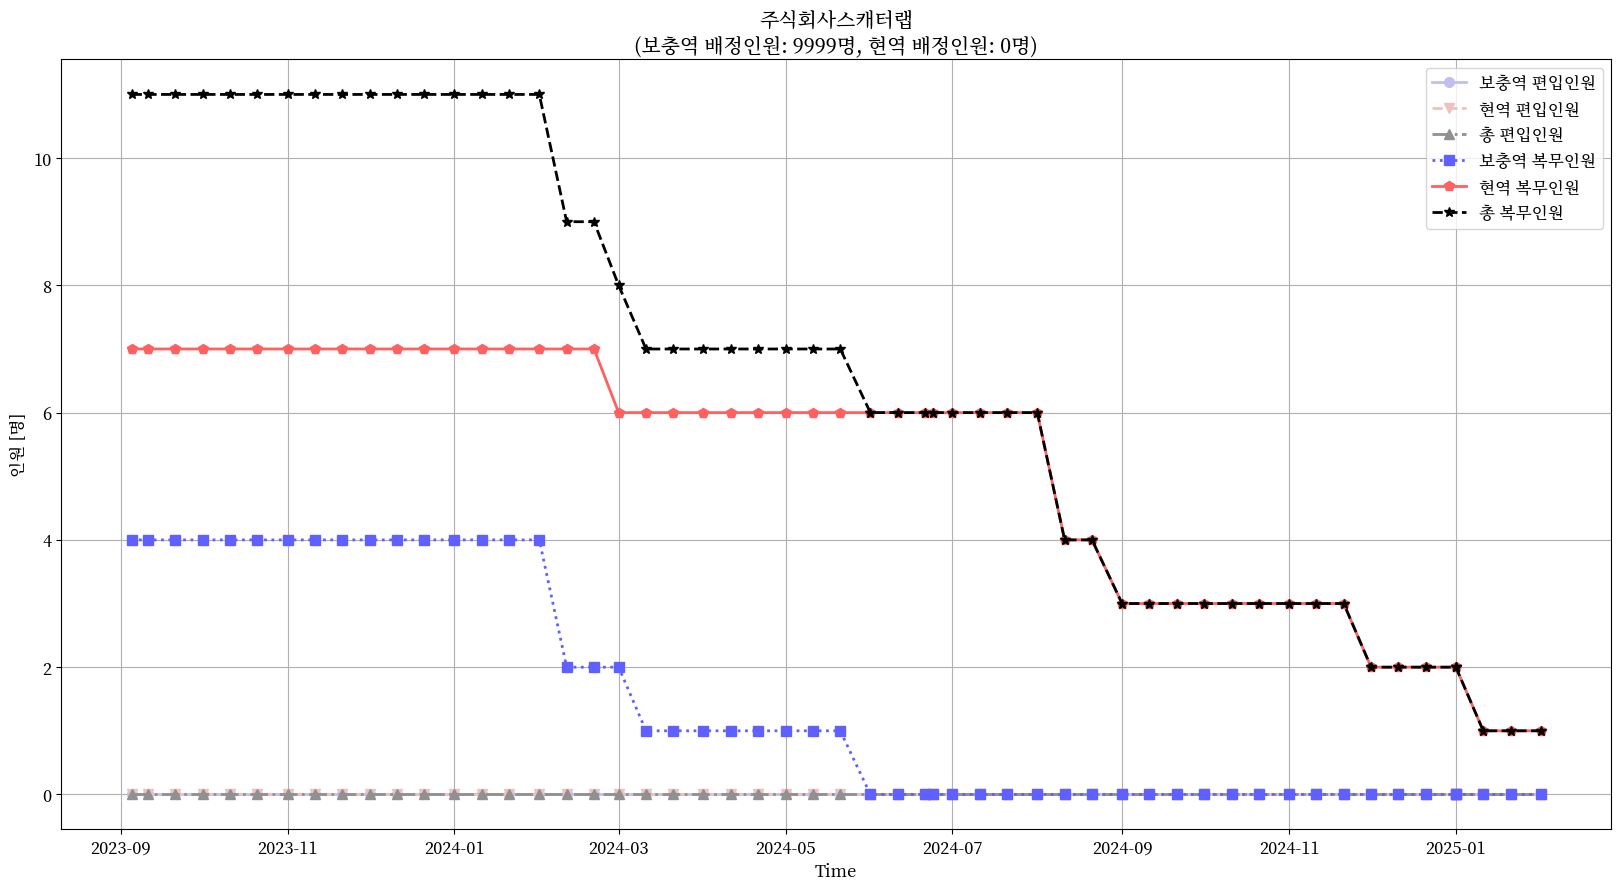 주식회사스캐터랩
(보충역 배정인원: 9999명, 현역 배정인원: 0명)
보충역 편입인원
현역 편입인원
총 편입인원
보충역 복무인원
현역 복무인원
총 복무인원
인원 [명]
10
8
6
4
2
0
2023-09
2023-11
2024-01
2024-03
2024-05
2024-07
2024-09
2024-11
2025-01
Time